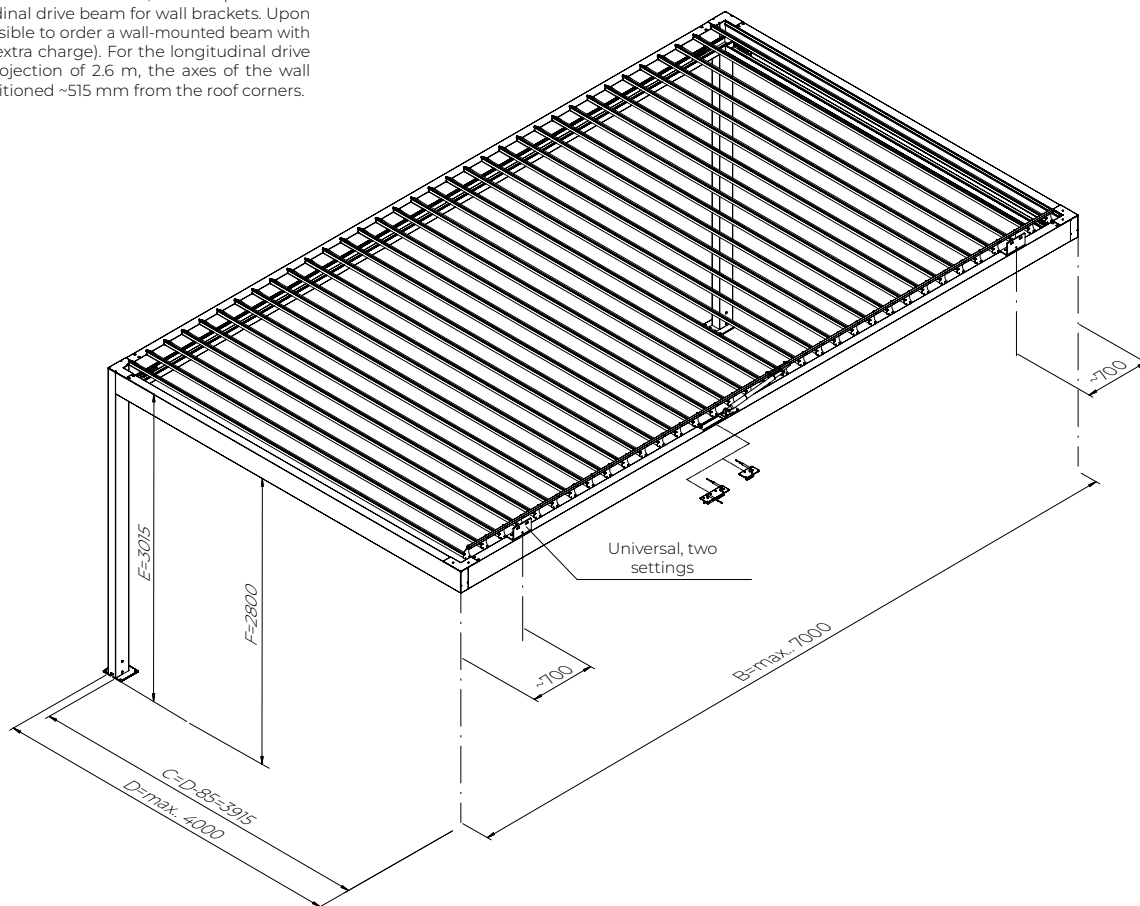 dinal drive beam for wall brackets. Upon
sible to order a wall-mounted beam with
extra charge). For the longitudinal drive
ojection of 2.6 m, the axes of the wall
itioned ~515 mm from the roof corners.
~700
E=3015
F=2800
Universal, two
settings
~700
B=max.. 7000
C=D-85=3915
D=max.. 4000